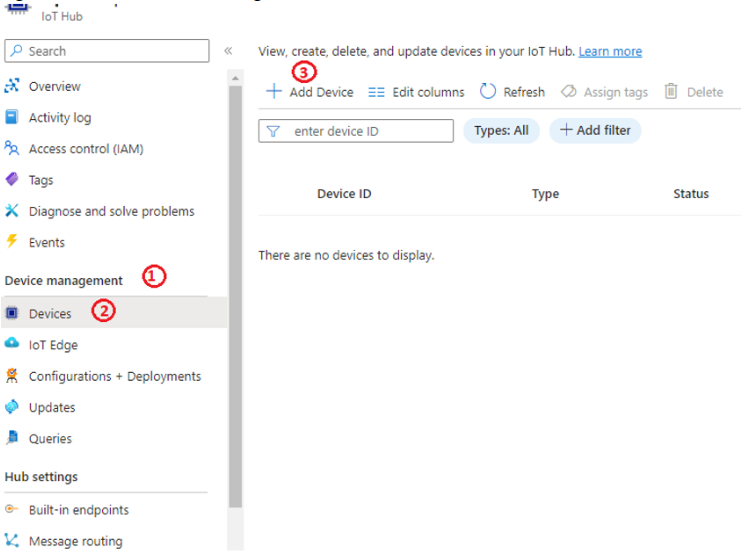 IoT Hub
Search
«
Overview
Activity log
Access control (IAM)
Tags
Diagnose and solve problems
Events
Device management 1
Devices 2
IoT Edge
Configurations + Deployments
Updates
Queries
Hub settings
Built-in endpoints
Message routing
View, create, delete, and update devices in your IoT Hub. Learn more
3
+ Add Device Edit columns Refresh Assign tags Delete
enter device ID Types: All + Add filter
Device ID Type Status
There are no devices to display.